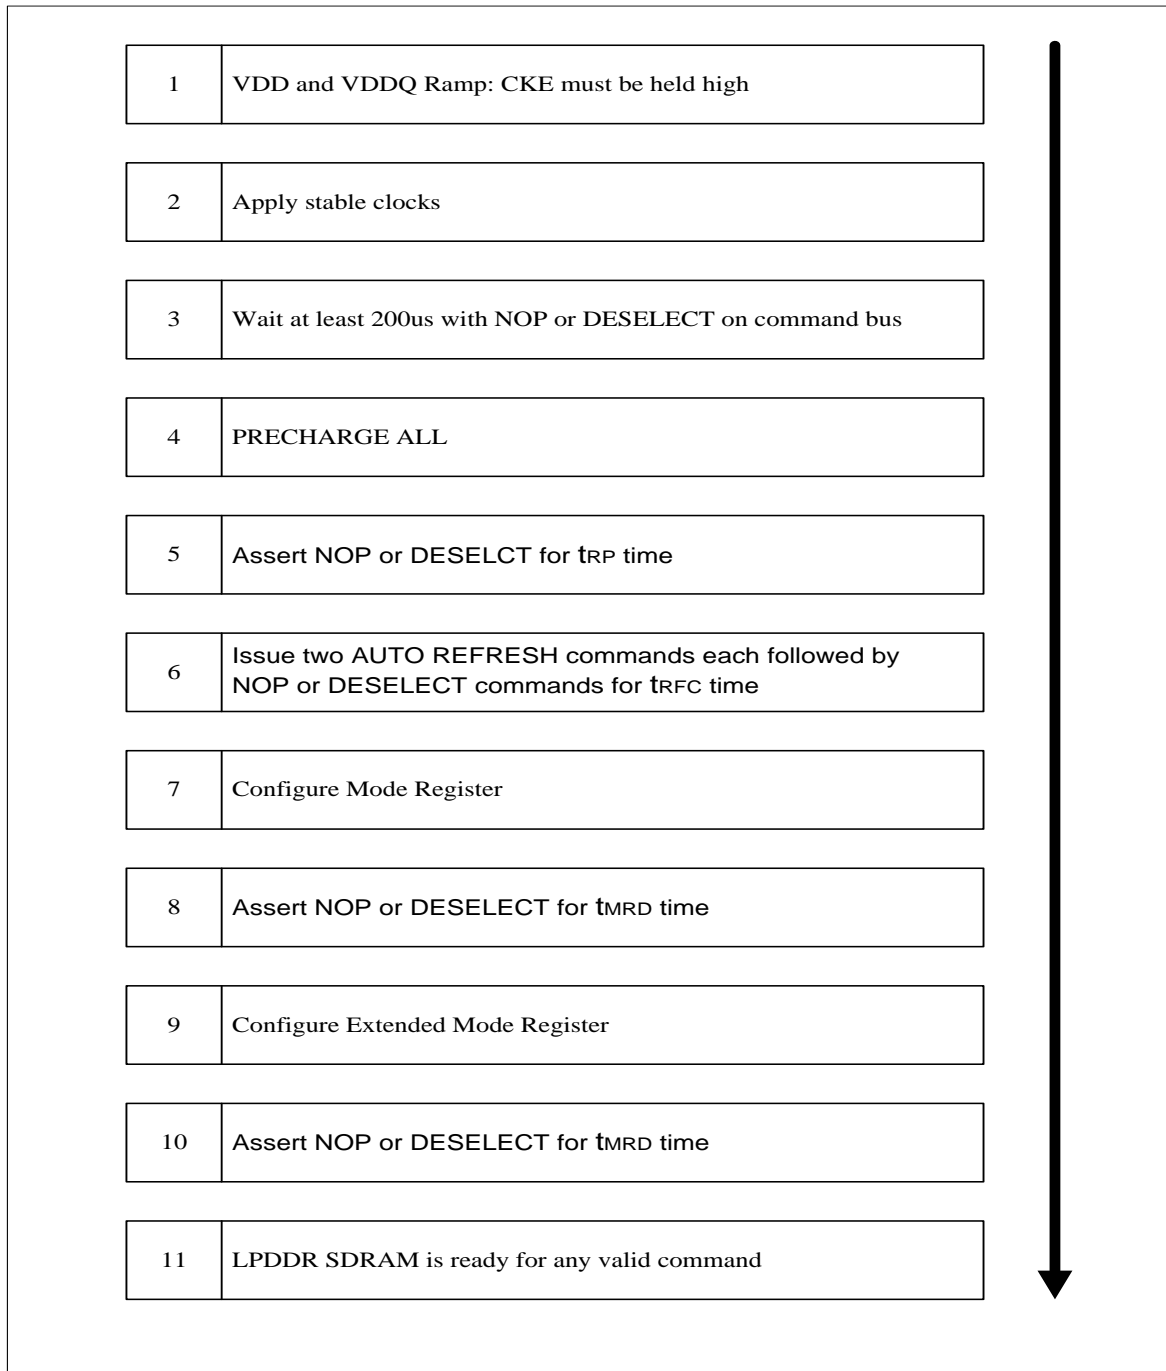 1 VDD and VDDQ Ramp: CKE must be held high
2 Apply stable clocks
3 Wait at least 200us with NOP or DESELECT on command bus
4 PRECHARGE ALL
5 Assert NOP or DESELCT for tRP time
6 Issue two AUTO REFRESH commands each followed by
NOP or DESELECT commands for tRFC time
7 Configure Mode Register
8 Assert NOP or DESELECT for tMRD time
9 Configure Extended Mode Register
10 Assert NOP or DESELECT for tMRD time
11 LPDDR SDRAM is ready for any valid command